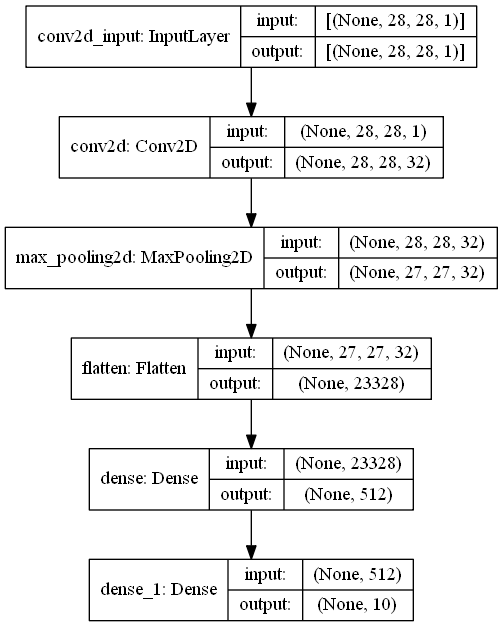 conv2d_input: InputLayer
input:
[(None, 28, 28, 1)]
output:
[(None, 28, 28, 1)]
conv2d: Conv2D
input:
(None, 28, 28, 1)
output:
(None, 28, 28, 32)
max_pooling2d: MaxPooling2D
input:
(None, 28, 28, 32)
output:
(None, 27, 27, 32)
flatten: Flatten
input:
(None, 27, 27, 32)
output:
(None, 23328)
dense: Dense
input:
(None, 23328)
output:
(None, 512)
dense_1: Dense
input:
(None, 512)
output:
(None, 10)